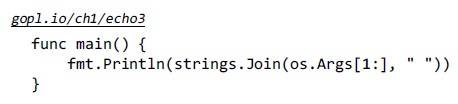 gopl.io/ch1/echo3
func main() {
    fmt.Println(strings.Join(os.Args[1:], " "))
}